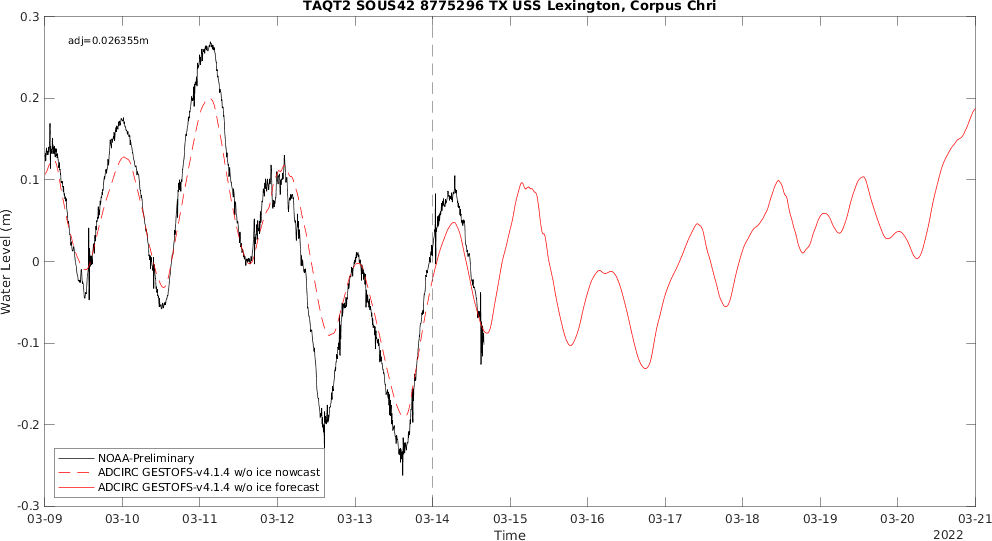 TAQT2 SOUS42 8775296 TX USS Lexington, Corpus Chri
adj=0.026355m
0.3
0.2
0.1
0
-0.1
-0.2
-0.3
Water Level (m)
NOAA-Preliminary
ADCIRC GESTOFS-v4.1.4 w/o ice nowcast
ADCIRC GESTOFS-v4.1.4 w/o ice forecast
03-09 03-10 03-11 03-12 03-13 03-14 03-15 03-16 03-17 03-18 03-19 03-20 03-21
Time
2022